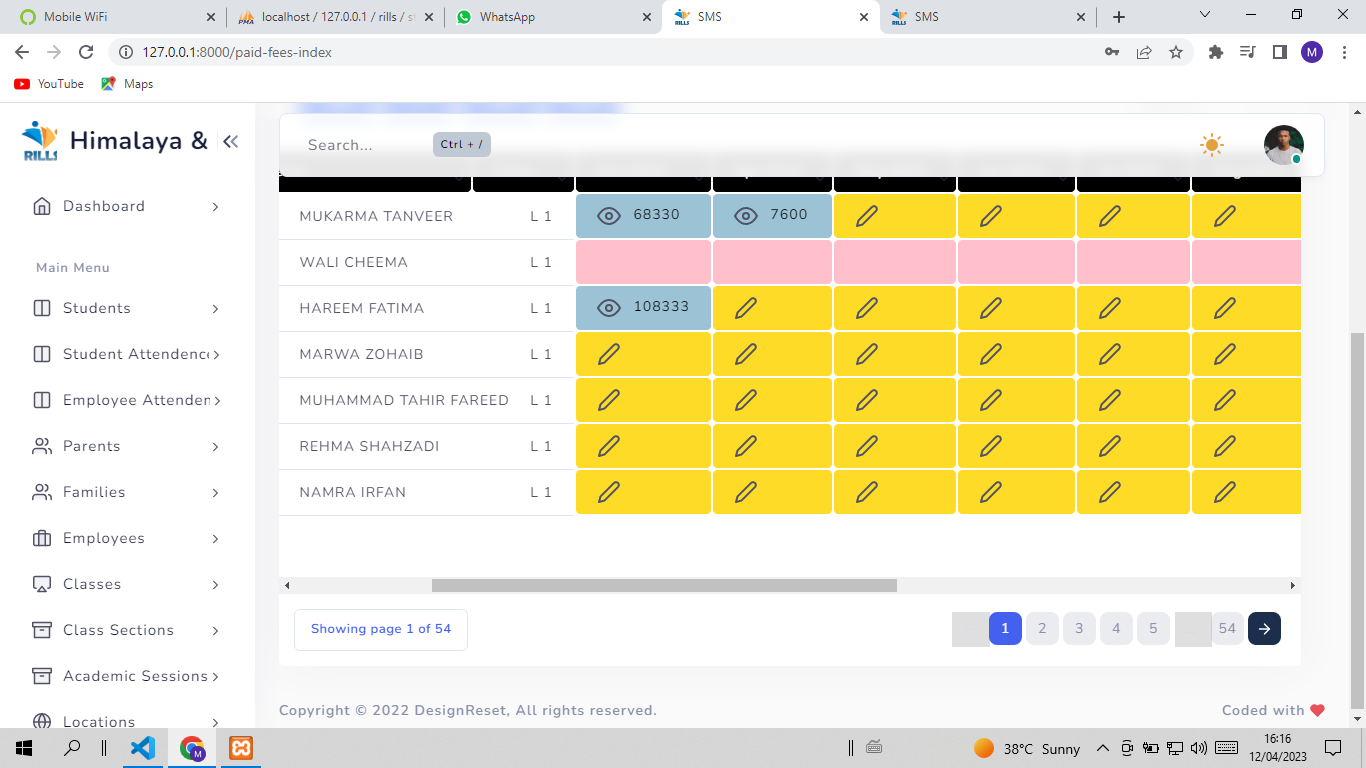 Mobile WiFi
localhost / 127.0.0.1 / rills / st
WhatsApp
SMS
SMS
127.0.0.1:8000/paid-fees-index
M
YouTube
Maps
RILLS
Himalaya &
Search...
Ctrl + /
Dashboard
Main Menu
Students
Student Attendence
Employee Attenden
Parents
Families
Employees
Classes
Class Sections
Academic Sessions
Locations
MUKARMA TANVEER L 1 68330 7600
WALI CHEEMA L 1
HAREEM FATIMA L 1 108333
MARWA ZOHAIB L 1
MUHAMMAD TAHIR FAREED L 1
REHMA SHAHZADI L 1
NAMRA IRFAN L 1
Showing page 1 of 54
1 2 3 4 5 54
Copyright © 2022 DesignReset, All rights reserved.
Coded with
38°C Sunny
16:16
12/04/2023